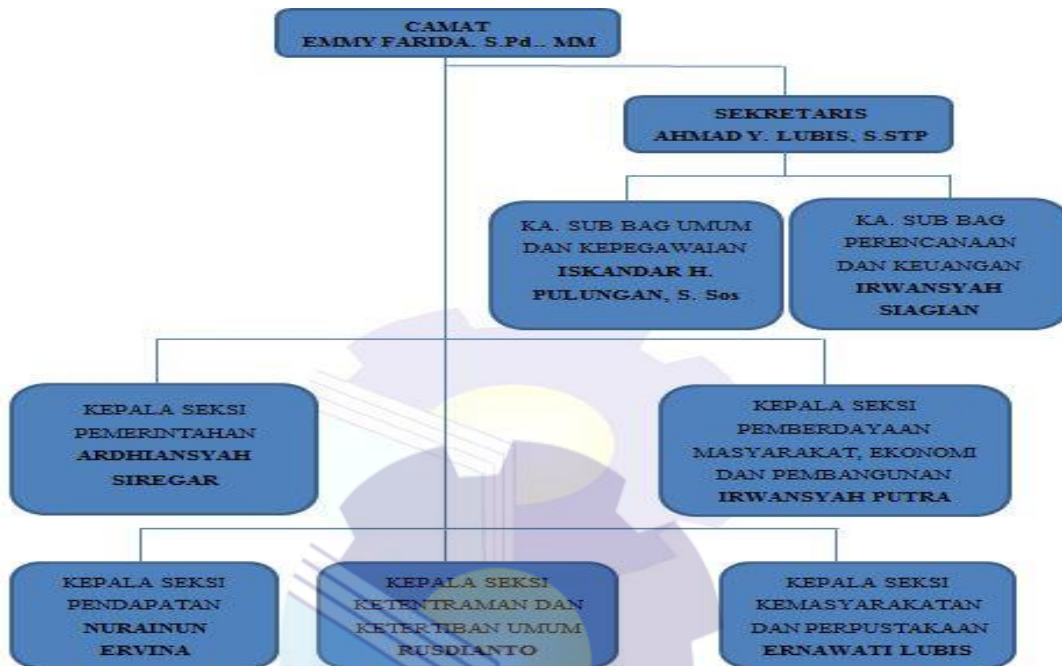 CAMAT
EMMY FARIDA. S.Pd.. MM
SEKRETARIS
AHMAD Y. LUBIS, S.STP
KA. SUB BAG UMUM
DAN KEPEGAWAIAN
ISKANDAR H.
PULUNGAN, S. Sos
KA. SUB BAG
PERENCANAAN
DAN KEUANGAN
IRWANSYAH
SIAGIAN
KEPALA SEKSI
PEMERINTAHAN
ARDHIANSYAH
SIREGAR
KEPALA SEKSI
PEMBERDAYAAN
MASYARAKAT, EKONOMI
DAN PEMBANGUNAN
IRWANSYAH PUTRA
KEPALA SEKSI
PENDAPATAN
NURAINUN
ERVINA
KEPALA SEKSI
KETENTRAMAN DAN
KETERTIBAN UMUM
RUSDIANTO
KEPALA SEKSI
KEMASYARAKATAN
DAN PERPUSTAKAAN
ERNAWATI LUBIS